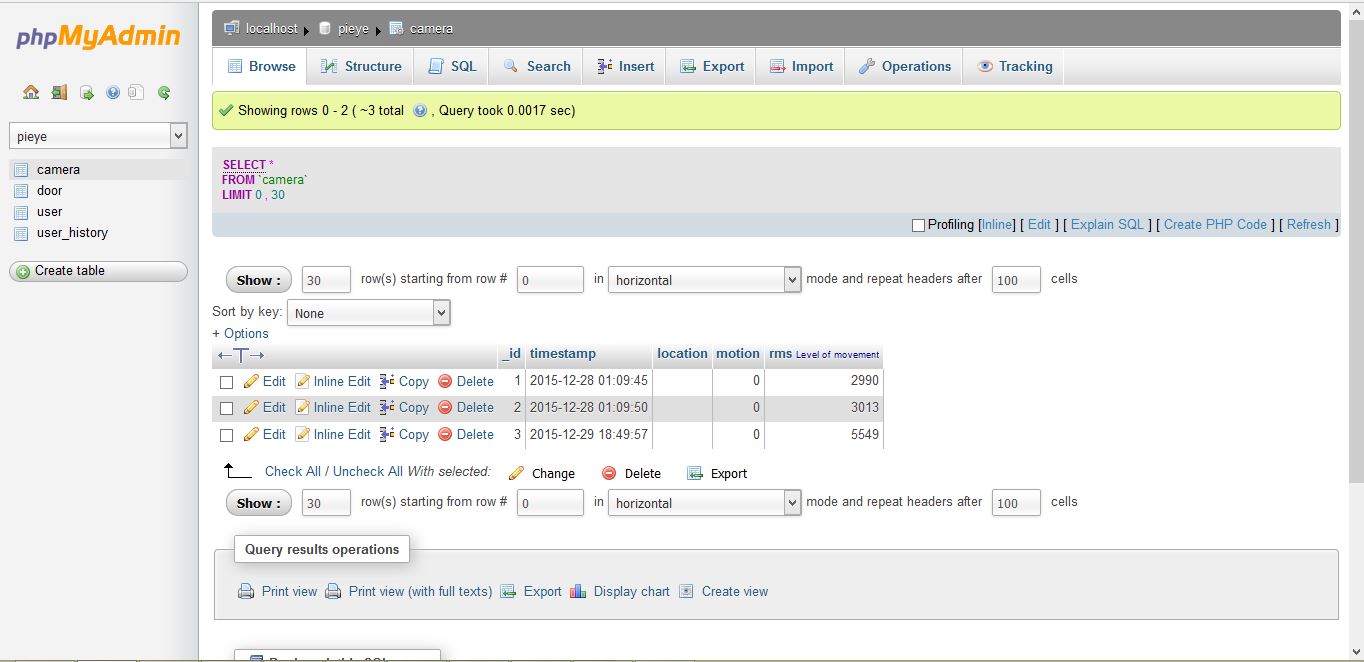 phpMyAdmin
pieye
camera
door
user
user_history
Create table
localhost pieye camera
Browse Structure SQL Search Insert Export Import Operations Tracking
Showing rows 0 - 2 ( ~3 total , Query took 0.0017 sec)
SELECT *
FROM `camera`
LIMIT 0 , 30
Profiling [Inline] [ Edit ] [ Explain SQL ] [ Create PHP Code ] [ Refresh ]
Show : 30 row(s) starting from row # 0 in horizontal mode and repeat headers after 100 cells
Sort by key: None
+ Options
_id timestamp location motion rms Level of movement
Edit Inline Edit Copy Delete 1 2015-12-28 01:09:45 0 2990
Edit Inline Edit Copy Delete 2 2015-12-28 01:09:50 0 3013
Edit Inline Edit Copy Delete 3 2015-12-29 18:49:57 0 5549
Check All / Uncheck All With selected: Change Delete Export
Show : 30 row(s) starting from row # 0 in horizontal mode and repeat headers after 100 cells
Query results operations
Print view Print view (with full texts) Export Display chart Create view